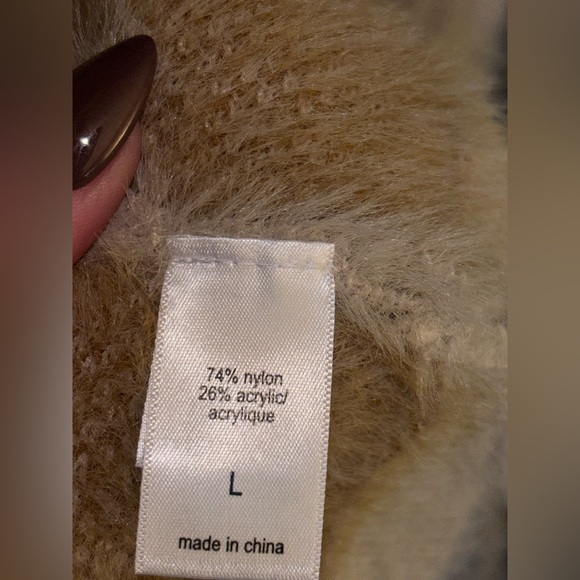 74% nylon
26% acrylic/
acrylique
L
made in china